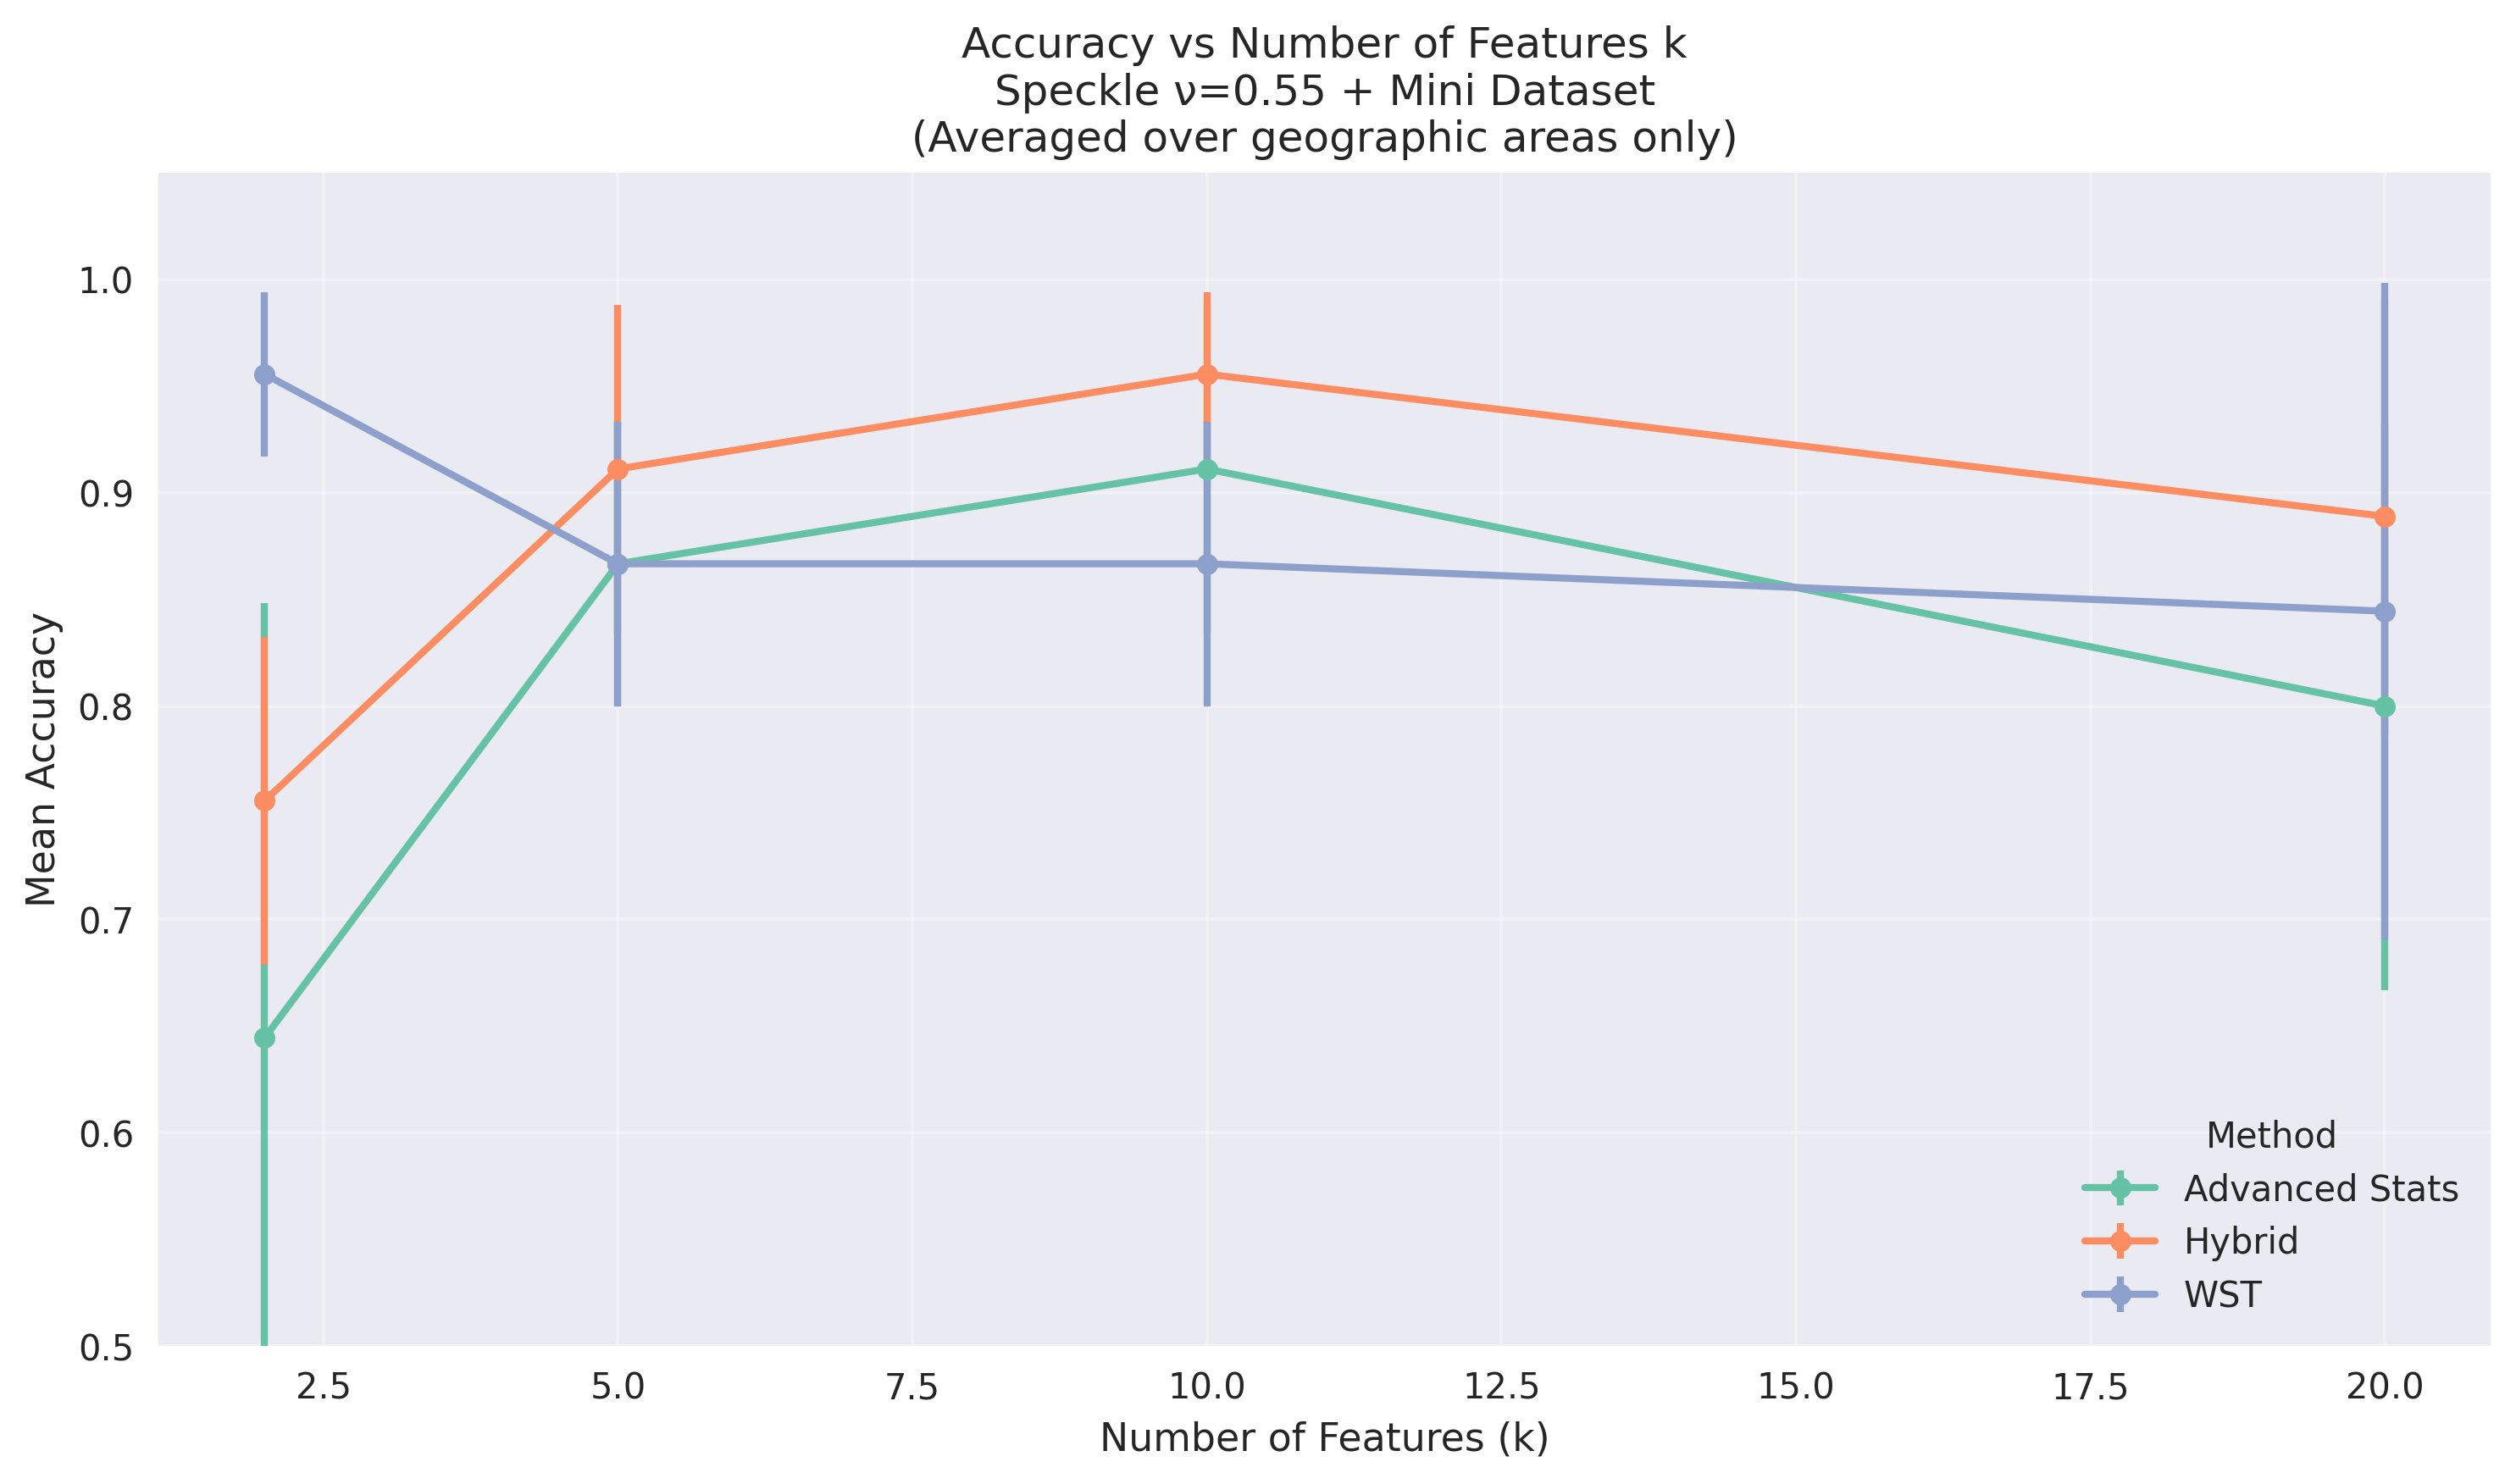 Accuracy vs Number of Features k
Speckle ν=0.55 + Mini Dataset
(Averaged over geographic areas only)
Mean Accuracy
1.0
0.9
0.8
0.7
0.6
0.5
Method
Advanced Stats
Hybrid
WST
2.5
5.0
7.5
10.0
12.5
15.0
17.5
20.0
Number of Features (k)